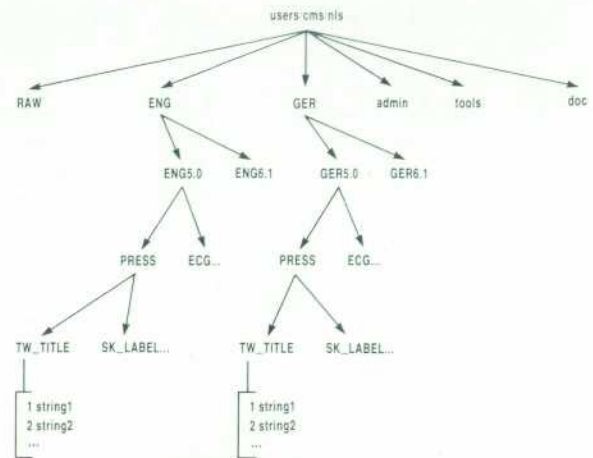 users cms nls
RAW ENG GER admin tools doc
ENG5.0 ENG6.1 GER5.0 GER6.1
PRESS ECG... PRESS ECG...
TW_TITLE SK_LABEL... TW_TITLE SK_LABEL...
1 string1 1 string1
2 string2 2 string2
... ...